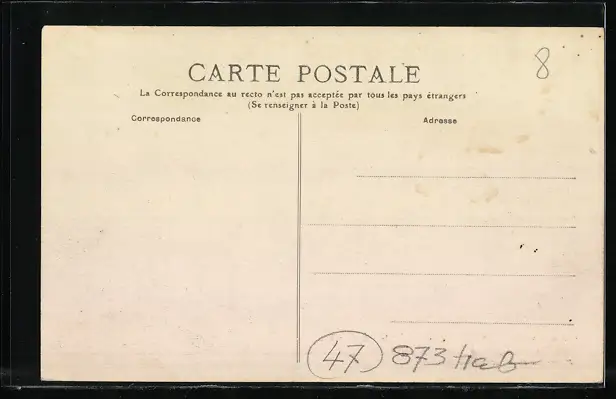 8
CARTE POSTALE
La Correspondance au recto n'est pas acceptée par tous les pays étrangers
(Se renseigner à la Poste)
Correspondance
Adresse
47 873